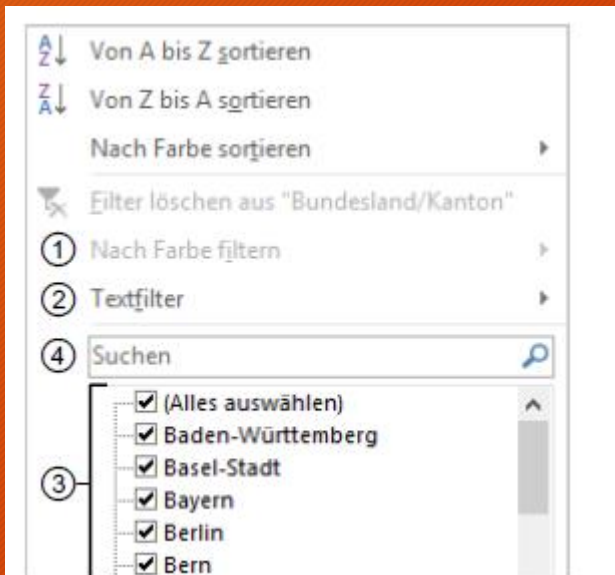 Von A bis Z sortieren
Von Z bis A sortieren
Nach Farbe sortieren
Filter löschen aus "Bundesland/Kanton"
1 Nach Farbe filtern
2 Textfilter
4 Suchen
(Alles auswählen)
Baden-Württemberg
Basel-Stadt
3 Bayern
Berlin
Bern